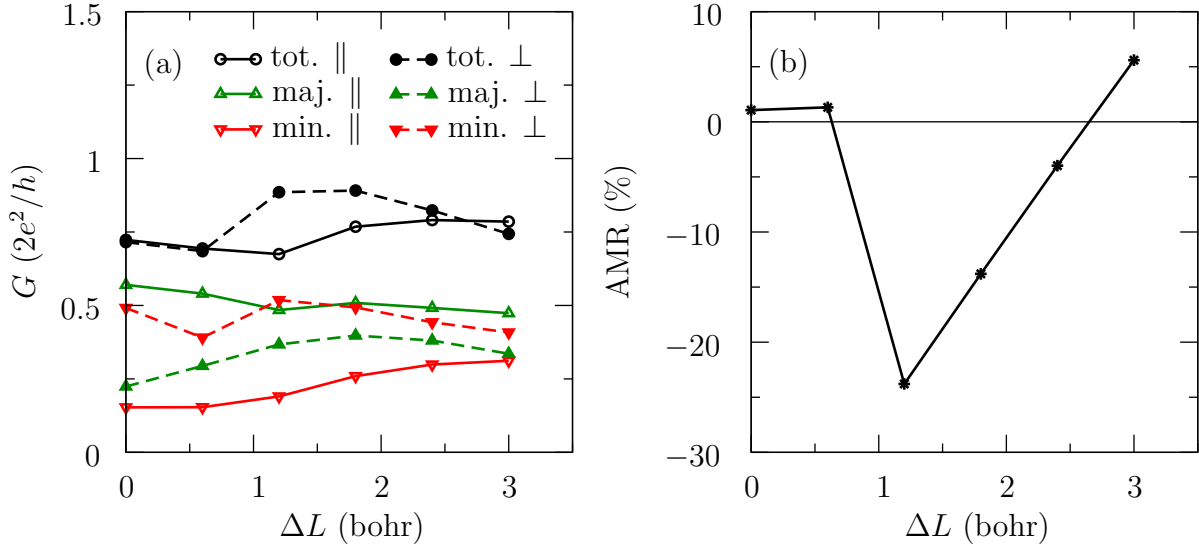 (a)
tot. ∥ tot. ⊥
maj. ∥ maj. ⊥
min. ∥ min. ⊥
1.5
1
0.5
0
G (2e²/h)
0 1 2 3
ΔL (bohr)
(b)
10
0
−10
−20
−30
AMR (%)
0 1 2 3
ΔL (bohr)